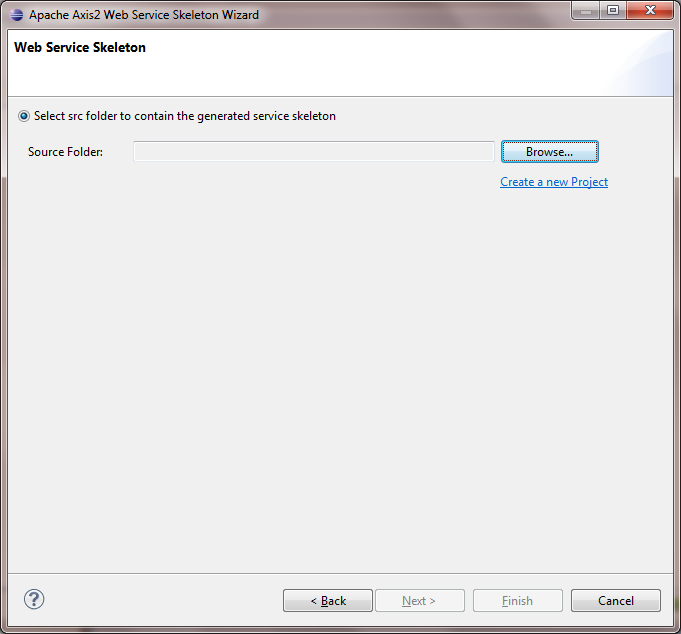 Apache Axis2 Web Service Skeleton Wizard
Web Service Skeleton
Select src folder to contain the generated service skeleton
Source Folder:
Browse...
Create a new Project
?
< Back
Next >
Finish
Cancel